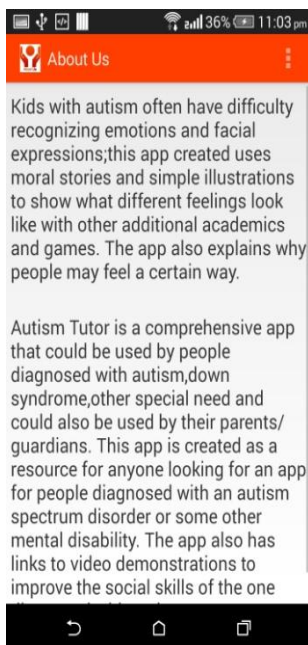 36% 11:03 pm
About Us
Kids with autism often have difficulty
recognizing emotions and facial
expressions;this app created uses
moral stories and simple illustrations
to show what different feelings look
like with other additional academics
and games. The app also explains why
people may feel a certain way.
Autism Tutor is a comprehensive app
that could be used by people
diagnosed with autism,down
syndrome,other special need and
could also be used by their parents/
guardians. This app is created as a
resource for anyone looking for an app
for people diagnosed with an autism
spectrum disorder or some other
mental disability. The app also has
links to video demonstrations to
improve the social skills of the one